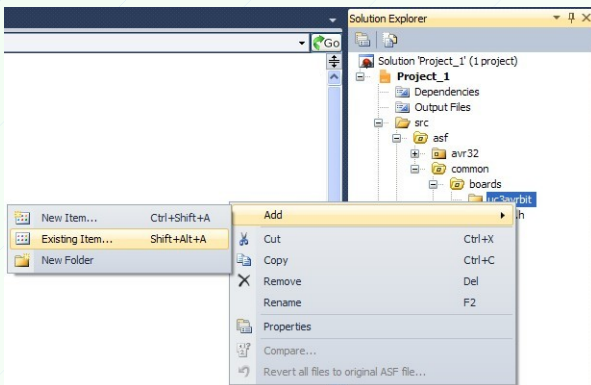 Solution Explorer
Go
Solution 'Project_1' (1 project)
Project_1
Dependencies
Output Files
src
asf
avr32
common
boards
uc3avrbit
.h
New Item... Ctrl+Shift+A
Existing Item... Shift+Alt+A
New Folder
Add
Cut Ctrl+X
Copy Ctrl+C
Remove Del
Rename F2
Properties
Compare...
Revert all files to original ASF file...